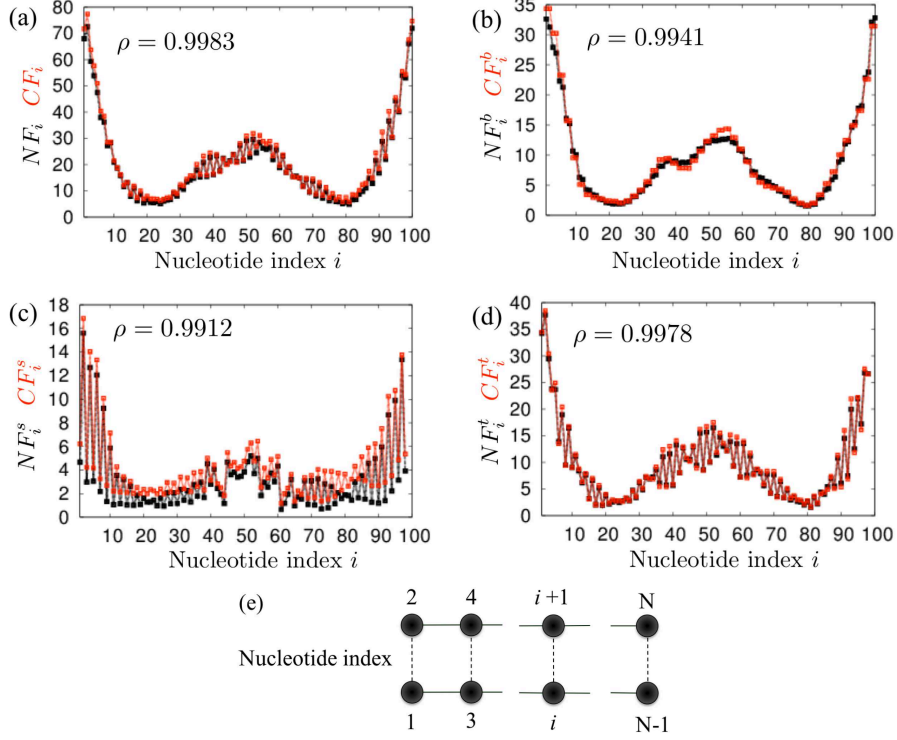 (a)
ρ = 0.9983
NF_i CF_i
80
70
60
50
40
30
20
10
0
10 20 30 40 50 60 70 80 90 100
Nucleotide index i
(b)
ρ = 0.9941
NF_i^b CF_i^b
35
30
25
20
15
10
5
0
10 20 30 40 50 60 70 80 90 100
Nucleotide index i
(c)
ρ = 0.9912
NF_i^s CF_i^s
18
16
14
12
10
8
6
4
2
0
10 20 30 40 50 60 70 80 90 100
Nucleotide index i
(d)
ρ = 0.9978
NF_i^t CF_i^t
40
35
30
25
20
15
10
5
0
10 20 30 40 50 60 70 80 90 100
Nucleotide index i
(e)
2 4 i+1 N
Nucleotide index
1 3 i N-1